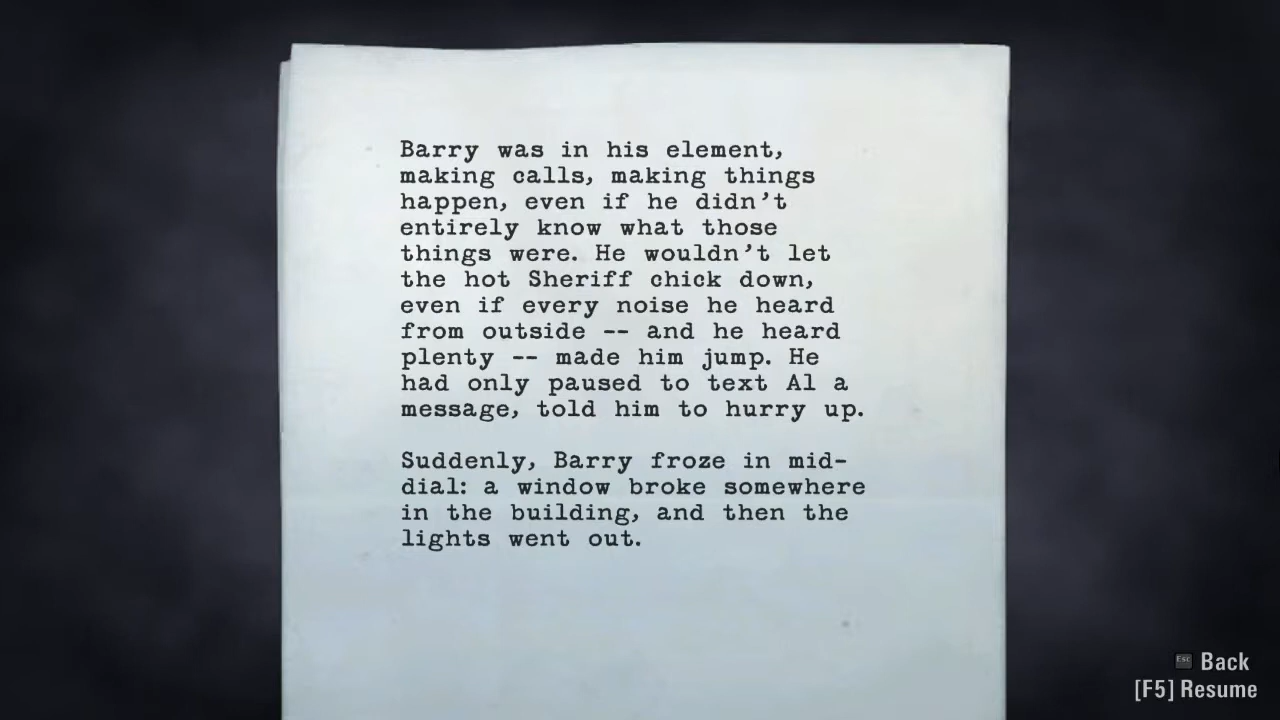 Barry was in his element,
making calls, making things
happen, even if he didn't
entirely know what those
things were. He wouldn't let
the hot Sheriff chick down,
even if every noise he heard
from outside -- and he heard
plenty -- made him jump. He
had only paused to text Al a
message, told him to hurry up.

Suddenly, Barry froze in mid-
dial: a window broke somewhere
in the building, and then the
lights went out.
Esc Back
[F5] Resume